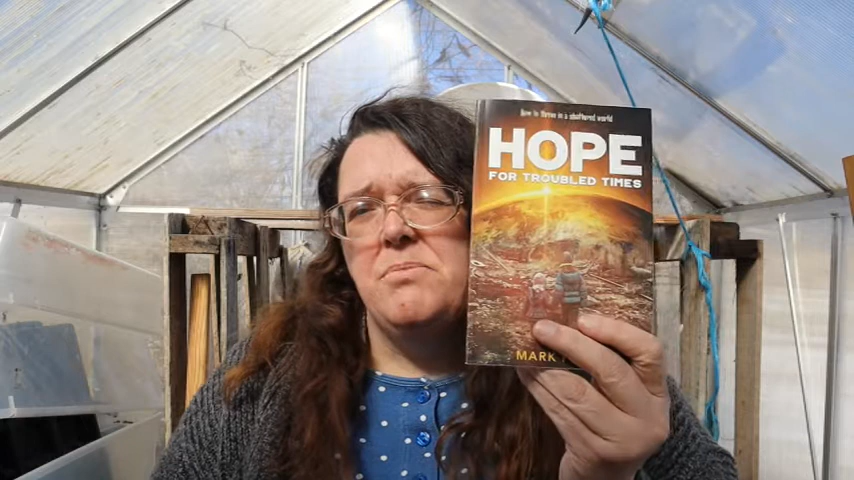 How to thrive in a shattered world
HOPE
FOR TROUBLED TIMES
MARK